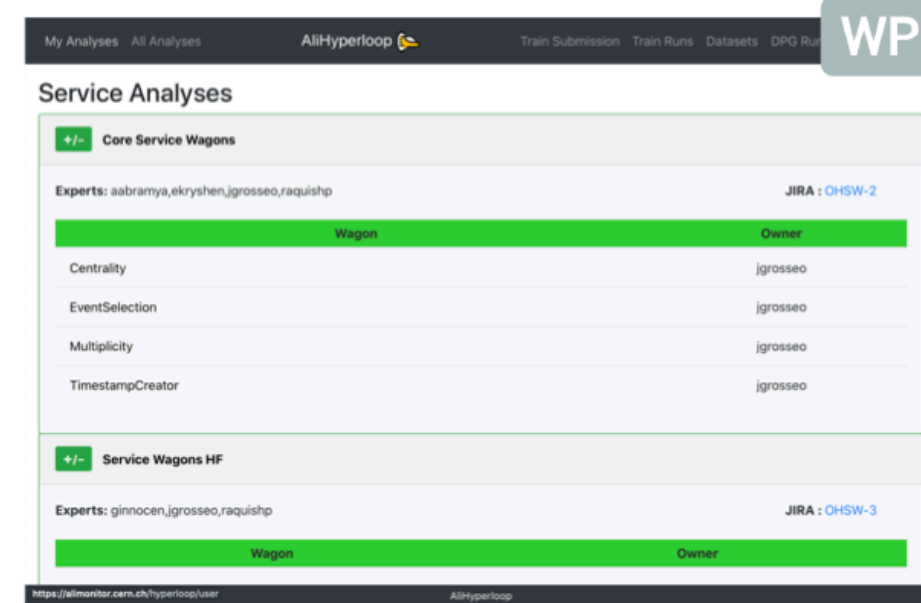 My Analyses All Analyses AliHyperloop Train Submission Train Runs Datasets DPG Run WP
Service Analyses
+/- Core Service Wagons
Experts: aabramya,ekryshen,jgrosseo,raquishp JIRA : OHSW-2
Wagon Owner
Centrality jgrosseo
EventSelection jgrosseo
Multiplicity jgrosseo
TimestampCreator jgrosseo
+/- Service Wagons HF
Experts: ginnocen,jgrosseo,raquishp JIRA : OHSW-3
Wagon Owner
https://alimonitor.cern.ch/hyperloop/user AliHyperloop